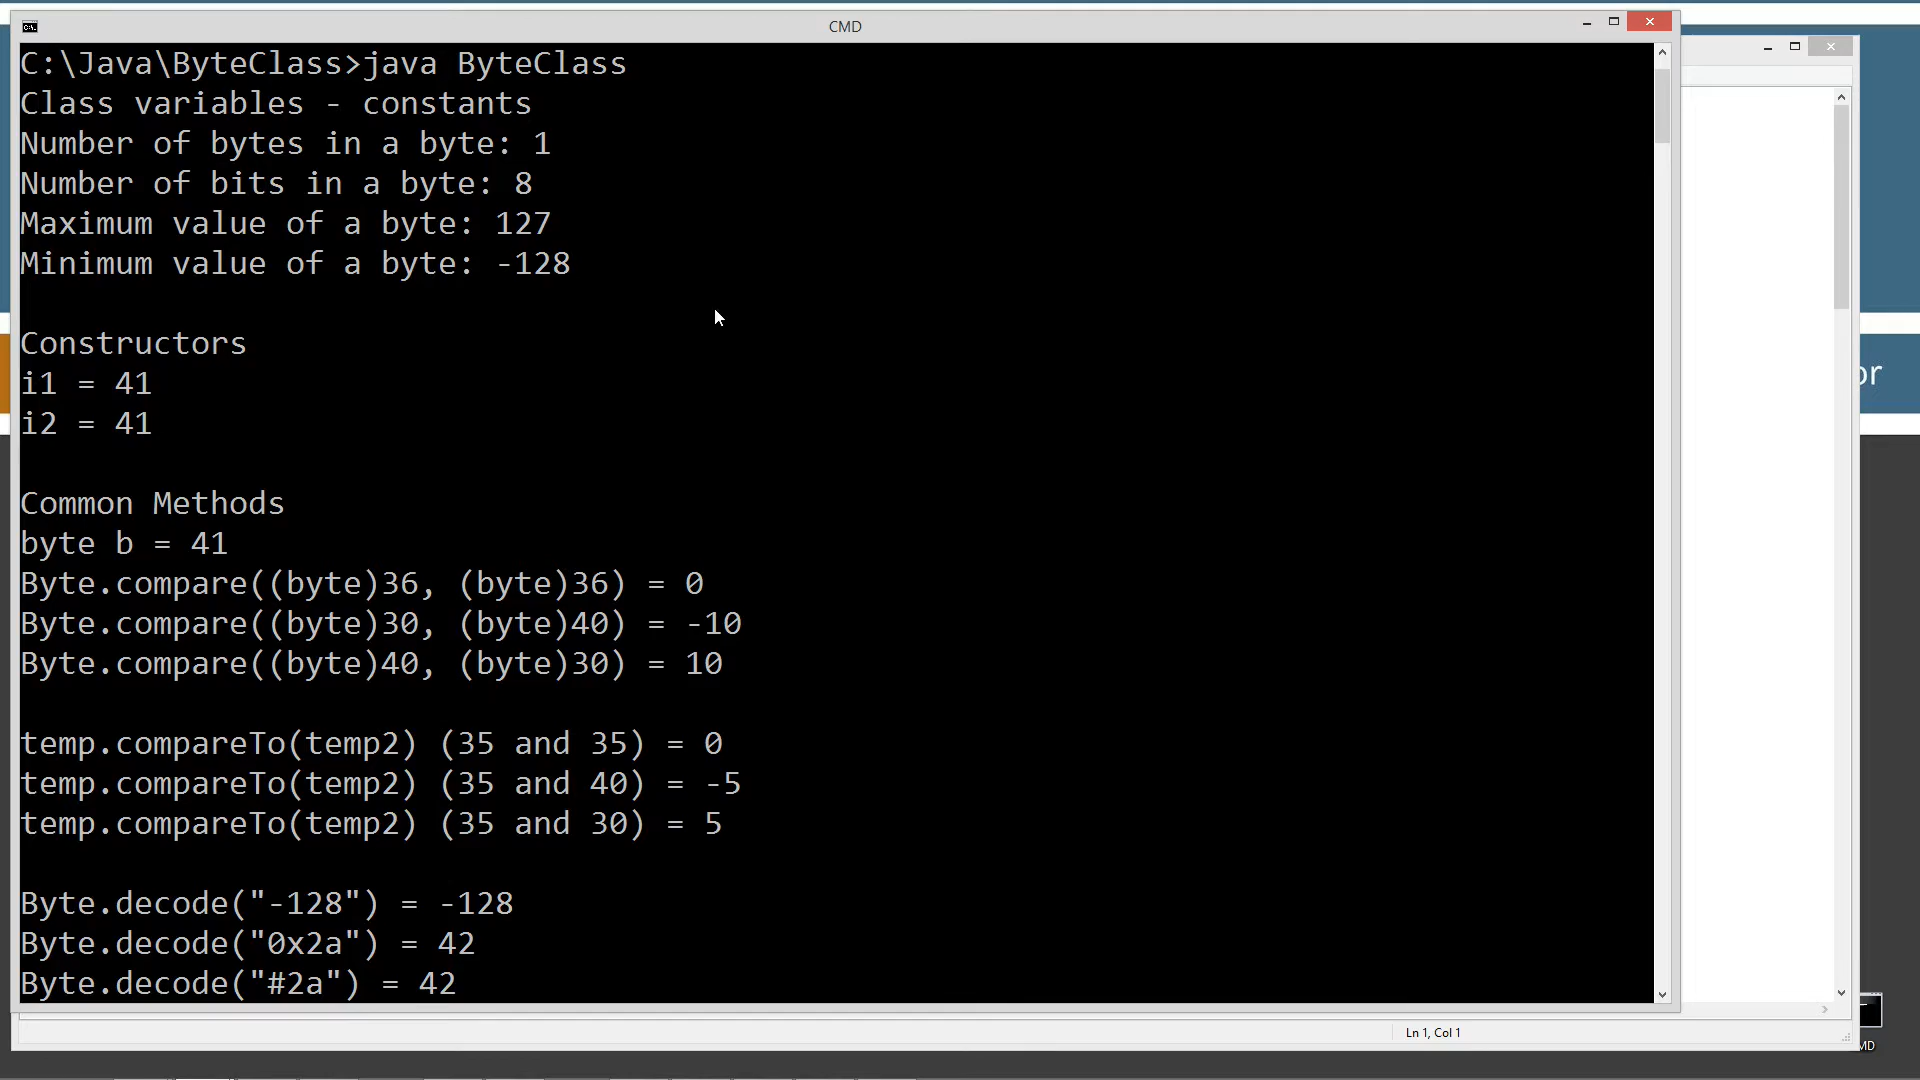 CMD
C:\Java\ByteClass>java ByteClass
Class variables - constants
Number of bytes in a byte: 1
Number of bits in a byte: 8
Maximum value of a byte: 127
Minimum value of a byte: -128
Constructors
i1 = 41
i2 = 41
Common Methods
byte b = 41
Byte.compare((byte)36, (byte)36) = 0
Byte.compare((byte)30, (byte)40) = -10
Byte.compare((byte)40, (byte)30) = 10
temp.compareTo(temp2) (35 and 35) = 0
temp.compareTo(temp2) (35 and 40) = -5
temp.compareTo(temp2) (35 and 30) = 5
Byte.decode("-128") = -128
Byte.decode("0x2a") = 42
Byte.decode("#2a") = 42
Ln 1, Col 1